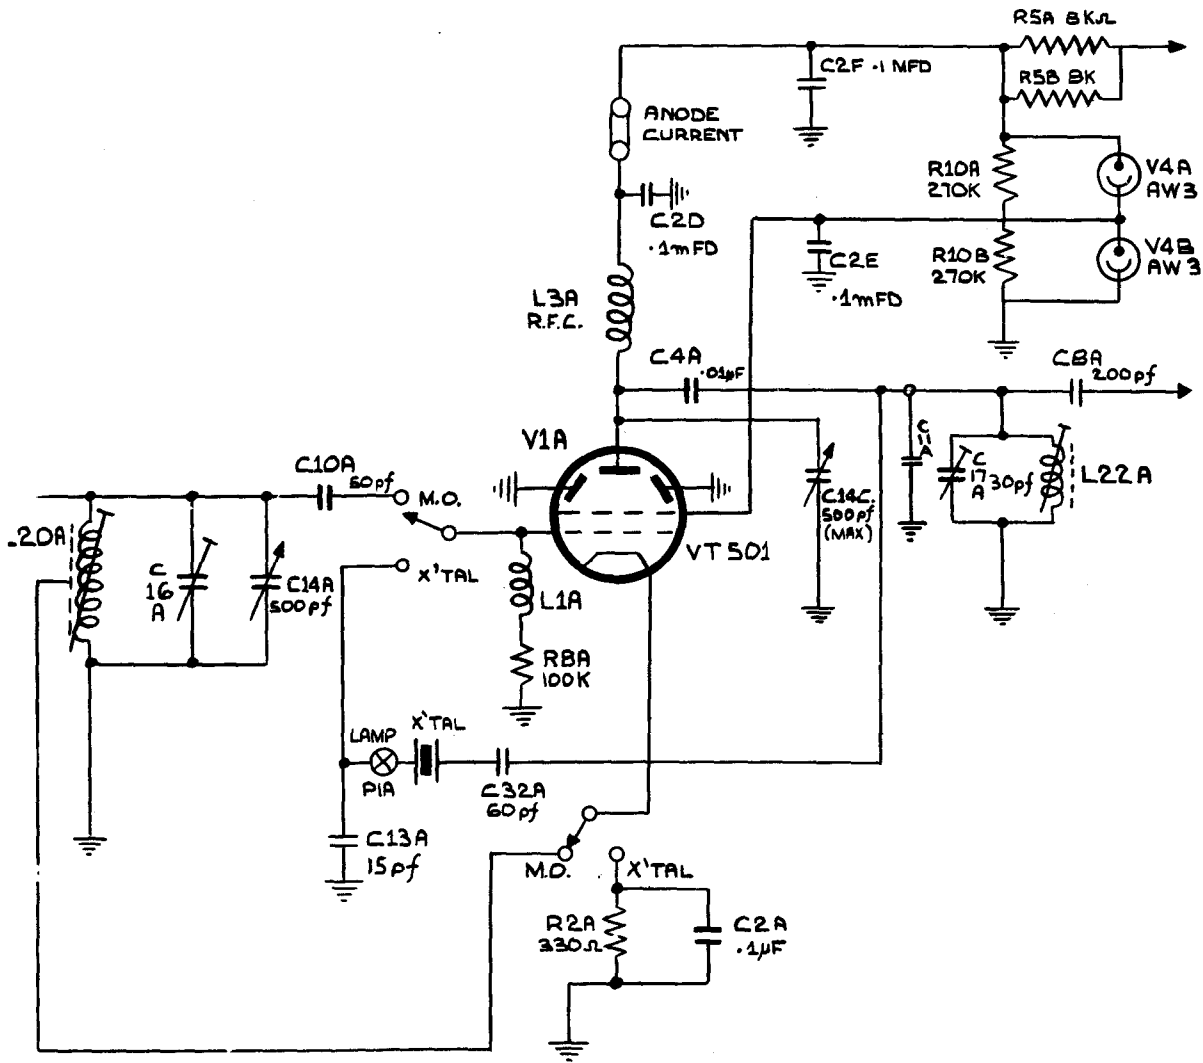 R5A 8KΩ
C2F .1 MFD
R5B 8K
ANODE
CURRENT
R10A
270K
V4A
AW3
C2D
.1mFD
C2E
.1mFD
R10B
270K
V4B
AW3
L3A
R.F.C.
C4A
.01µF
C8A
200pf
V1A
C10A
50pf
M.O.
C
11
A
C
17
A
30pf
L22A
C14C.
500pf
(MAX)
VT501
L20A
C
16
A
C14A
500pf
X'TAL
L1A
R8A
100K
LAMP
X'TAL
P1A
C32A
60pf
C13A
15pf
M.O.
X'TAL
R2A
330Ω
C2A
.1µF